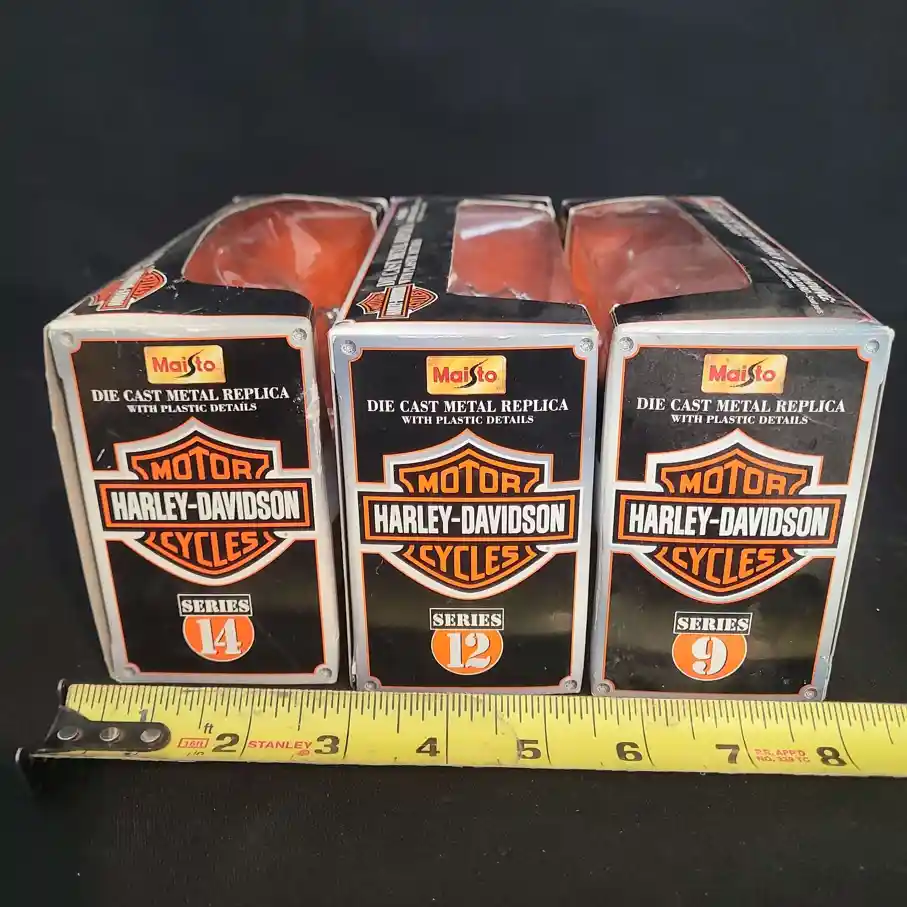 Maisto
DIE CAST METAL REPLICA
WITH PLASTIC DETAILS
MOTOR
HARLEY-DAVIDSON
CYCLES
SERIES
14
Maisto
DIE CAST METAL REPLICA
WITH PLASTIC DETAILS
MOTOR
HARLEY-DAVIDSON
CYCLES
SERIES
12
Maisto
DIE CAST METAL REPLICA
WITH PLASTIC DETAILS
MOTOR
HARLEY-DAVIDSON
CYCLES
SERIES
9
1 ft 2 STANLEY 3 4 5 6 7 8